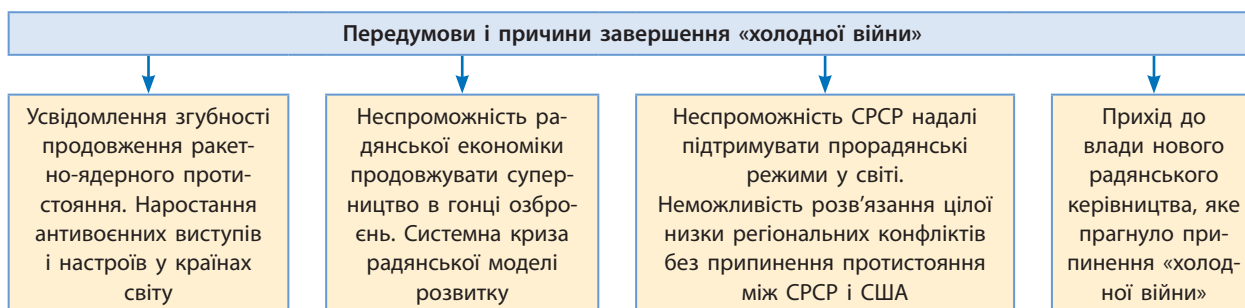 Передумови і причини завершення «холодної війни»
Усвідомлення згубності
продовження ракет-
но-ядерного проти-
стояння. Наростання
антивоєнних виступів
і настроїв у країнах
світу
Неспроможність ра-
дянської економіки
продовжувати супер-
ництво в гонці озбро-
єнь. Системна криза
радянської моделі
розвитку
Неспроможність СРСР надалі
підтримувати прорадянські
режими у світі.
Неможливість розв'язання цілої
низки регіональних конфліктів
без припинення протистояння
між СРСР і США
Прихід до
влади нового
радянського
керівництва, яке
прагнуло при-
пинення «холод-
ної війни»